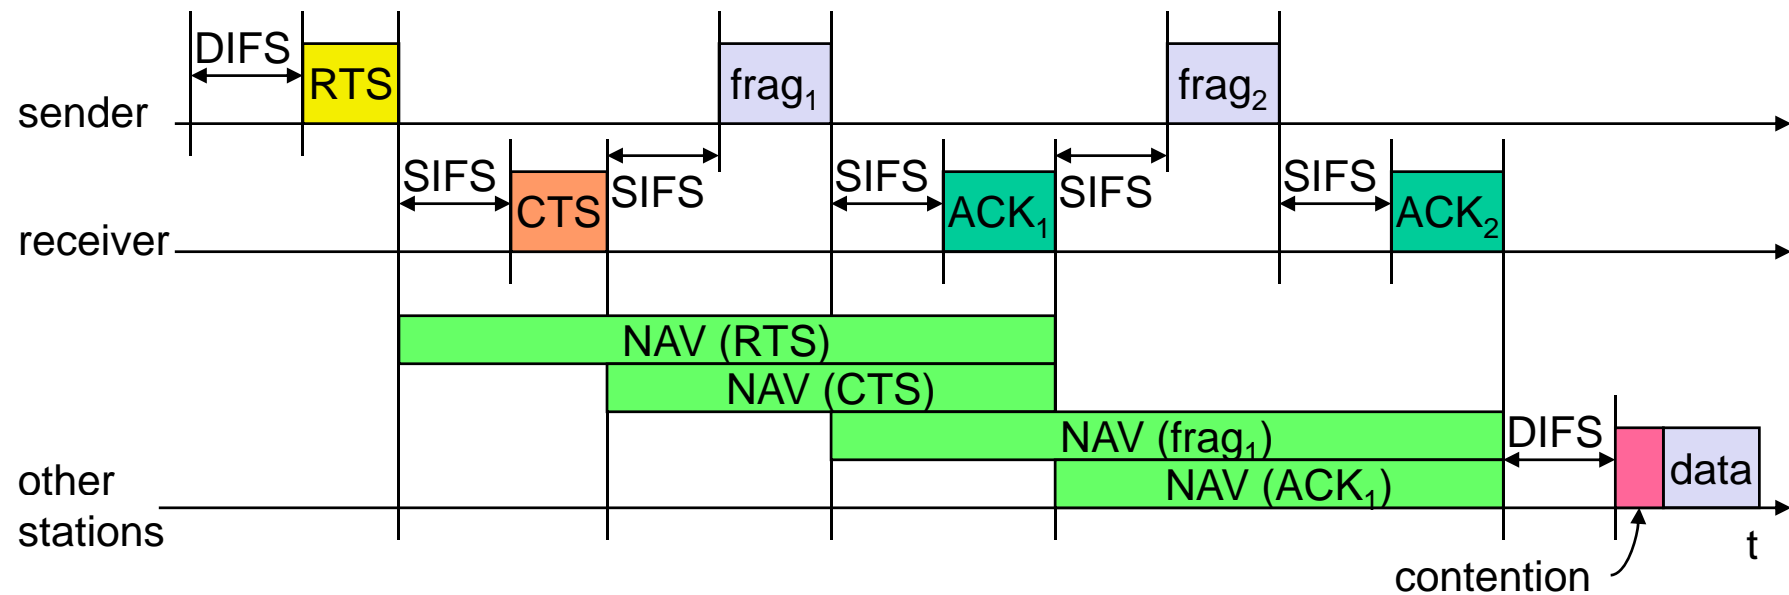 DIFS
RTS
frag₁
frag₂
sender
SIFS
CTS
SIFS
SIFS
ACK₁
SIFS
SIFS
ACK₂
receiver
NAV (RTS)
NAV (CTS)
NAV (frag₁)
NAV (ACK₁)
DIFS
data
other
stations
t
contention